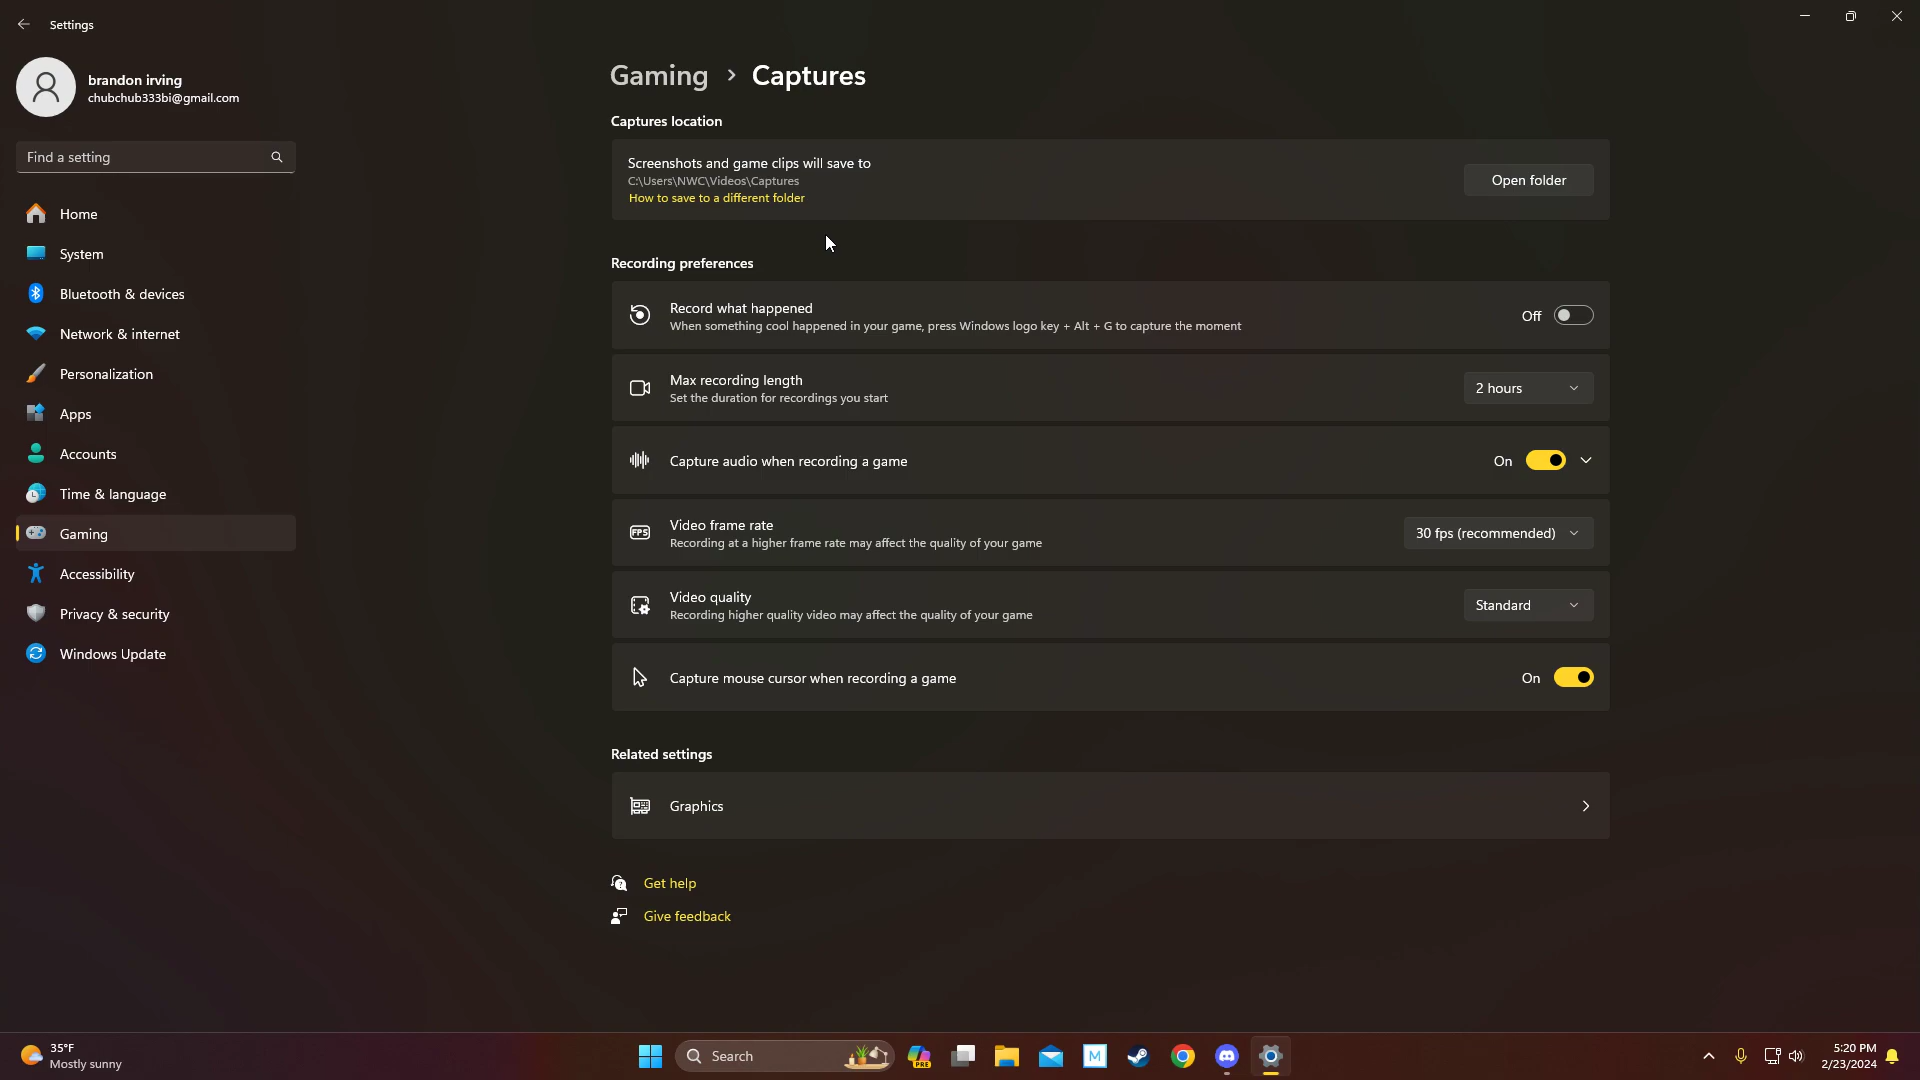 Settings
brandon irving
chubchub333bi@gmail.com
Find a setting
Home
System
Bluetooth & devices
Network & internet
Personalization
Apps
Accounts
Time & language
Gaming
Accessibility
Privacy & security
Windows Update
Gaming > Captures
Captures location
Screenshots and game clips will save to
C:\Users\NWC\Videos\Captures
How to save to a different folder
Open folder
Recording preferences
Record what happened
When something cool happened in your game, press Windows logo key + Alt + G to capture the moment
Off
Max recording length
Set the duration for recordings you start
2 hours
Capture audio when recording a game
On
FPS
Video frame rate
Recording at a higher frame rate may affect the quality of your game
30 fps (recommended)
Video quality
Recording higher quality video may affect the quality of your game
Standard
Capture mouse cursor when recording a game
On
Related settings
Graphics
Get help
Give feedback
35°F
Mostly sunny
Search
PRE
M
5:20 PM
2/23/2024